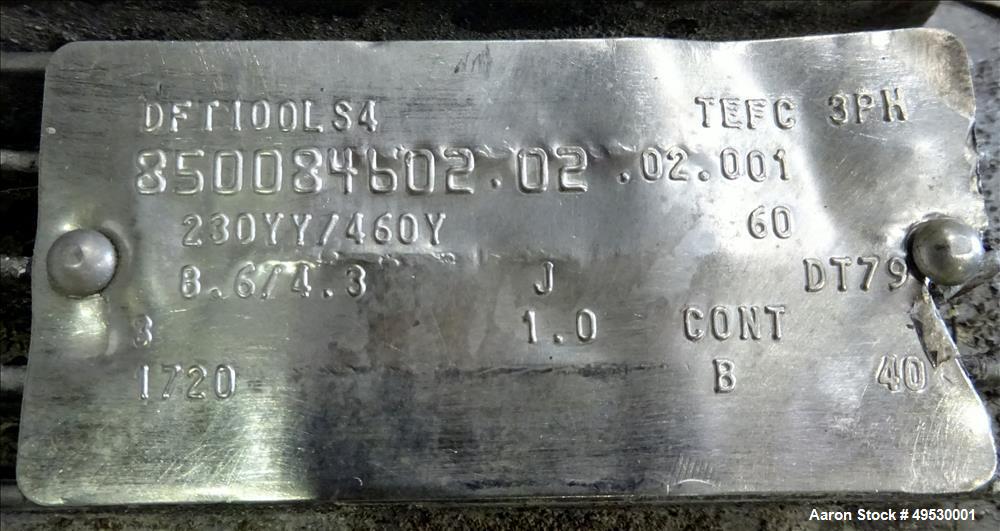 DFT100LS4 TEFC 3PH
850084602.02.02.001
230YY/460Y 60
8.6/4.3 J DT79
3 1.0 CONT
1720 B 40
Aaron Stock # 49530001